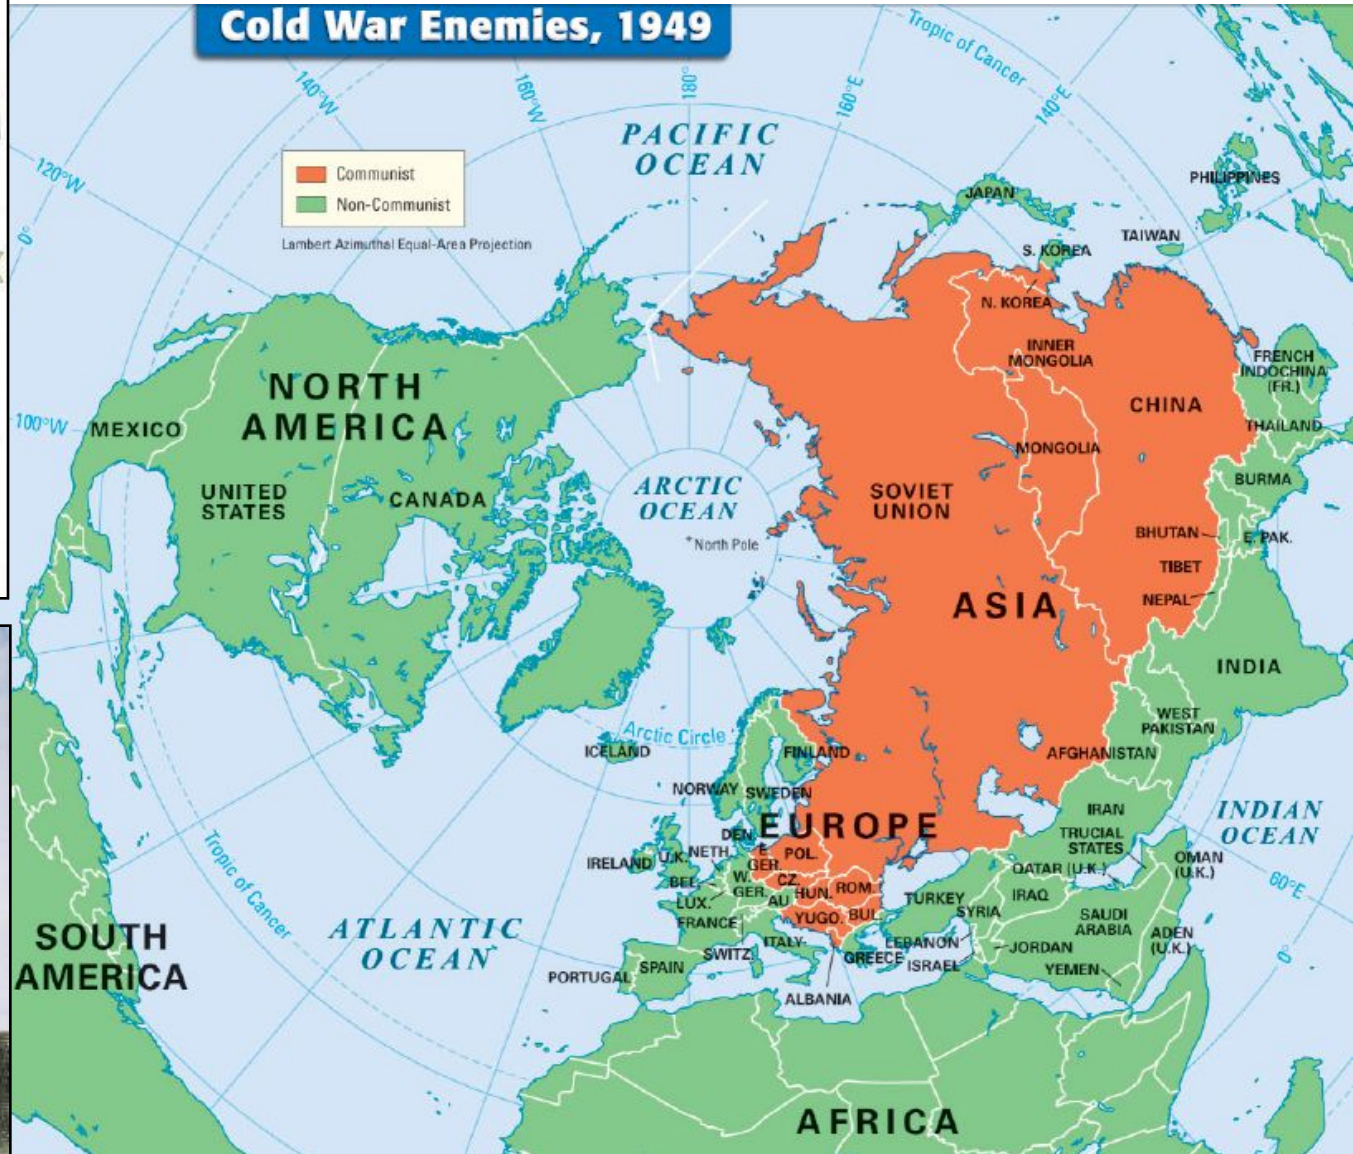 Cold War Enemies, 1949
Tropic of Cancer
140°W
160°W
180°
160°E
140°E
120°W
0°
100°W
PACIFIC
OCEAN
Communist
Non-Communist
Lambert Azimuthal Equal-Area Projection
PHILIPPINES
JAPAN
TAIWAN
S. KOREA
N. KOREA
INNER
MONGOLIA
FRENCH
INDOCHINA
(FR.)
CHINA
THAILAND
NORTH
AMERICA
MEXICO
MONGOLIA
BURMA
UNITED
STATES
CANADA
ARCTIC
OCEAN
North Pole
SOVIET
UNION
BHUTAN
E. PAK.
TIBET
NEPAL
ASIA
INDIA
WEST
PAKISTAN
AFGHANISTAN
Arctic Circle
ICELAND
FINLAND
NORWAY
SWEDEN
IRAN
INDIAN
OCEAN
EUROPE
DEN.
TRUCIAL
STATES
IRELAND
U.K.
NETH.
E.
GER.
POL.
QATAR (U.K.)
OMAN
(U.K.)
60°E
BEL.
W.
GER.
CZ.
HUN.
ROM.
LUX.
AU
TURKEY
IRAQ
FRANCE
YUGO.
BUL.
SYRIA
SAUDI
ARABIA
Tropic of Cancer
ATLANTIC
OCEAN
SOUTH
AMERICA
ITALY
LEBANON
JORDAN
ADEN
(U.K.)
SWITZ.
GREECE
ISRAEL
0°
PORTUGAL
SPAIN
YEMEN
ALBANIA
AFRICA